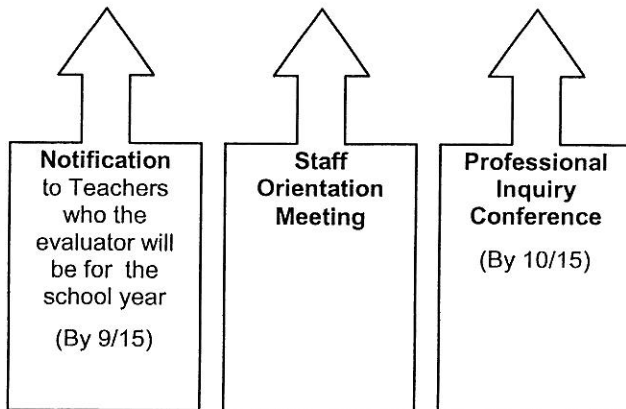 Notification
to Teachers
who the
evaluator will
be for the
school year
(By 9/15)
Staff
Orientation
Meeting
Professional
Inquiry
Conference
(By 10/15)